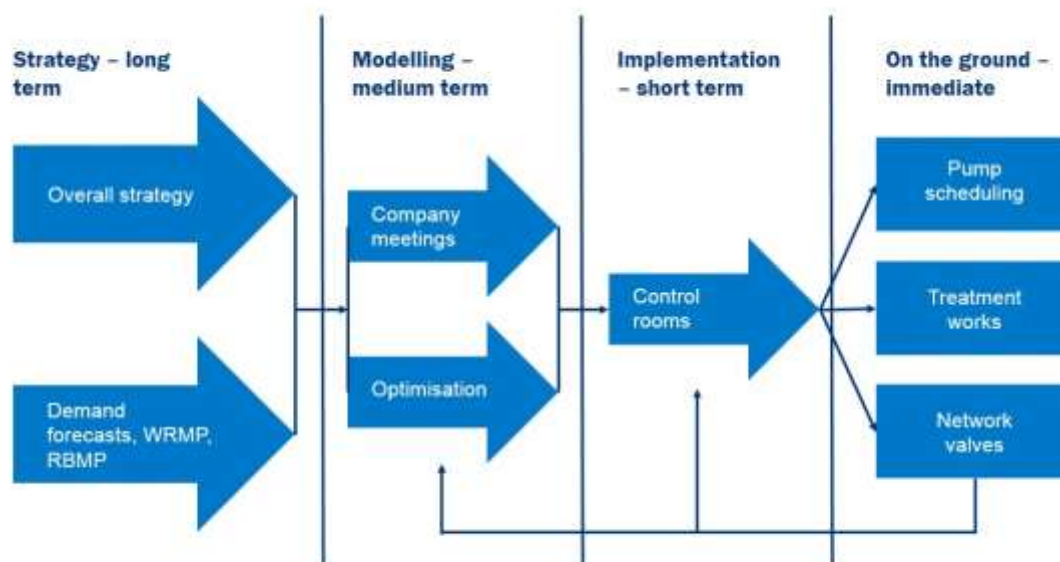 Strategy – long
term
Modelling –
medium term
Implementation
– short term
On the ground –
immediate
Overall strategy
Demand
forecasts, WRMP,
RBMP
Company
meetings
Optimisation
Control
rooms
Pump
scheduling
Treatment
works
Network
valves